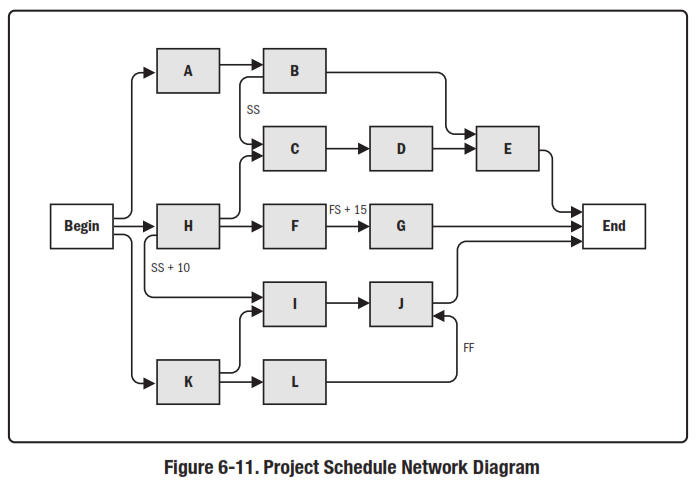 A
B
SS
C
D
E
Begin
H
F
FS + 15
G
End
SS + 10
I
J
FF
K
L
Figure 6-11. Project Schedule Network Diagram